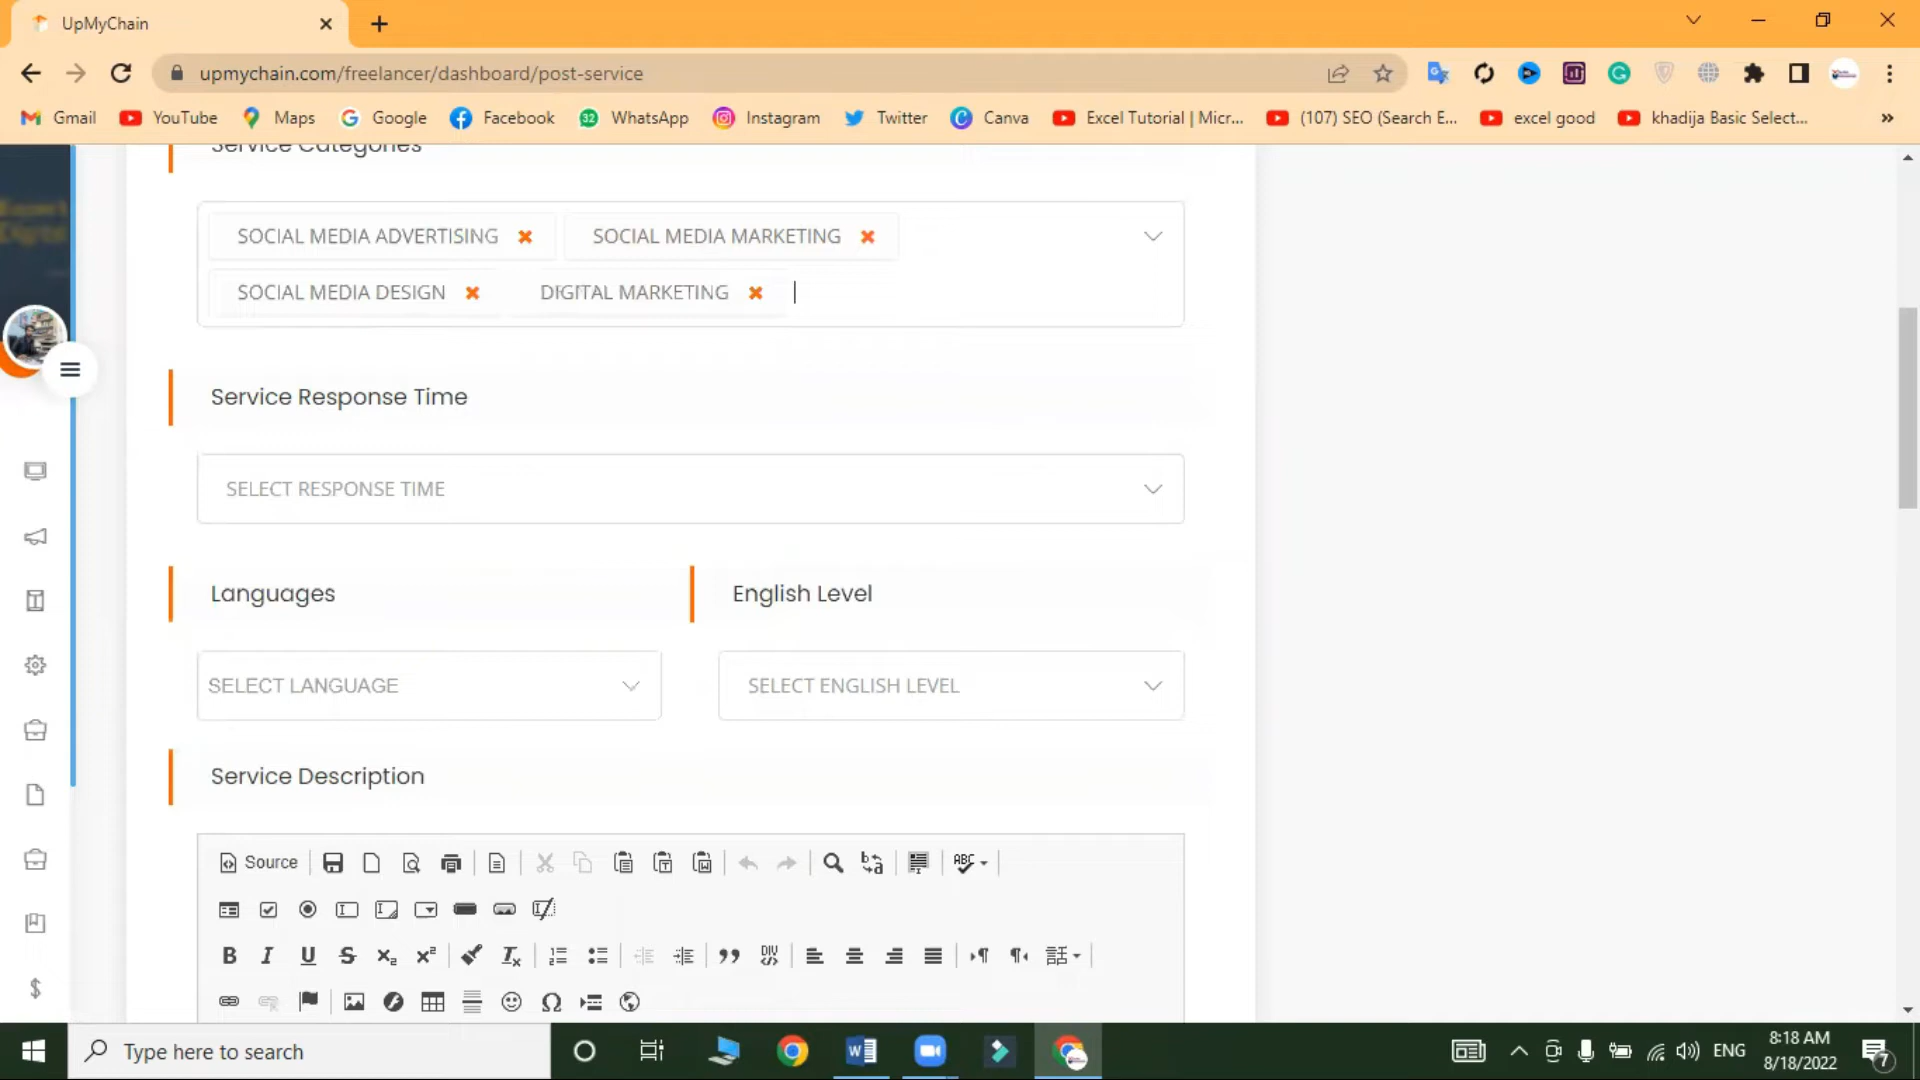 UpMyChain
upmychain.com/freelancer/dashboard/post-service
Gmail YouTube Maps Google Facebook WhatsApp Instagram Twitter Canva Excel Tutorial | Micr... (107) SEO (Search E... excel good khadija Basic Select...
Service Categories
SOCIAL MEDIA ADVERTISING SOCIAL MEDIA MARKETING
SOCIAL MEDIA DESIGN DIGITAL MARKETING
Service Response Time
SELECT RESPONSE TIME
Languages English Level
SELECT LANGUAGE SELECT ENGLISH LEVEL
Service Description
Source
Type here to search
ENG
8:18 AM
8/18/2022
7